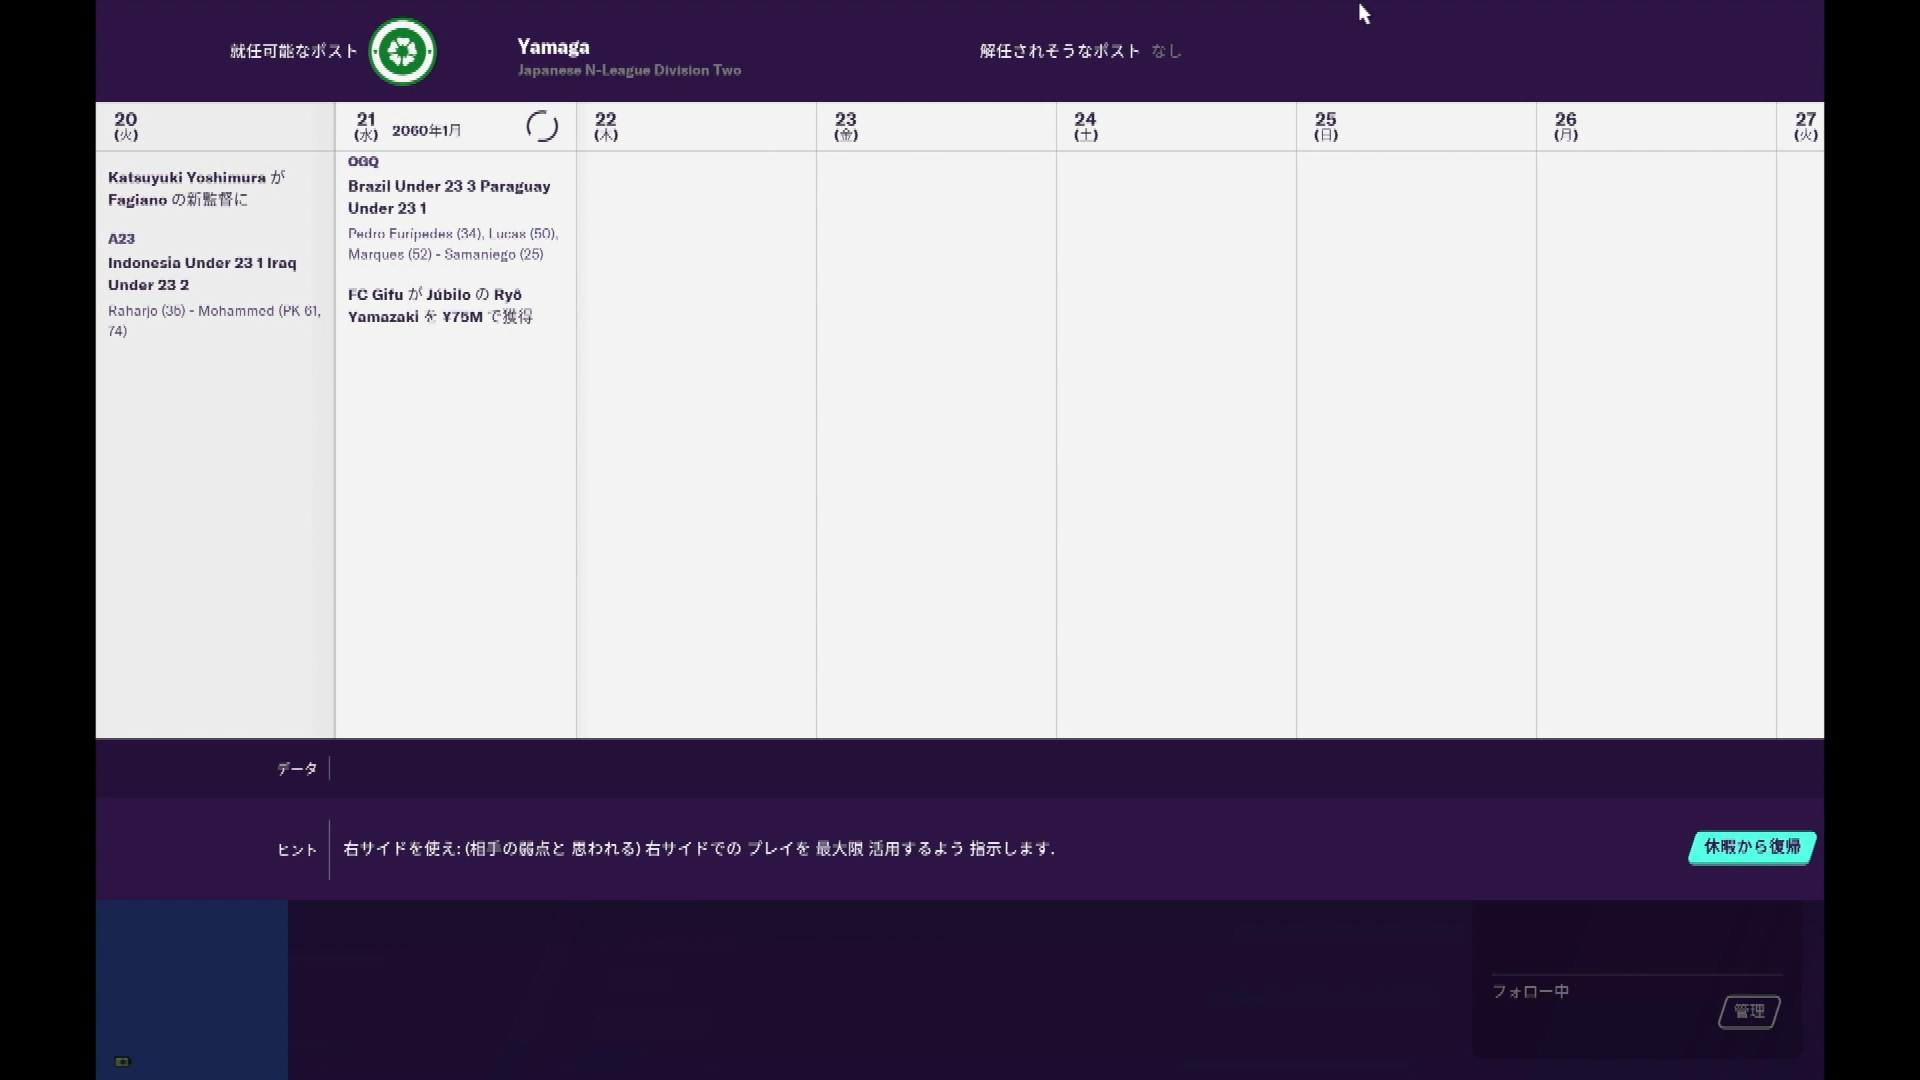 就任可能なポスト
Yamaga
Japanese N-League Division Two
解任されそうなポスト なし
20
(火)
21
(水) 2060年1月
22
(木)
23
(金)
24
(土)
25
(日)
26
(月)
27
(火)
Katsuyuki Yoshimura が
Fagiano の新監督に
A23
Indonesia Under 23 1 Iraq
Under 23 2
Raharjo (35) - Mohammed (PK 61,
74)
OGQ
Brazil Under 23 3 Paraguay
Under 23 1
Pedro Eurípedes (34), Lucas (50),
Marques (52) - Samaniego (25)
FC Gifu が Júbilo の Ryô
Yamazaki を ¥75M で獲得
データ
ヒント
右サイドを使え: (相手の弱点と 思われる) 右サイドでの プレイを 最大限 活用するよう 指示します.
休暇から復帰
フォロー中
管理